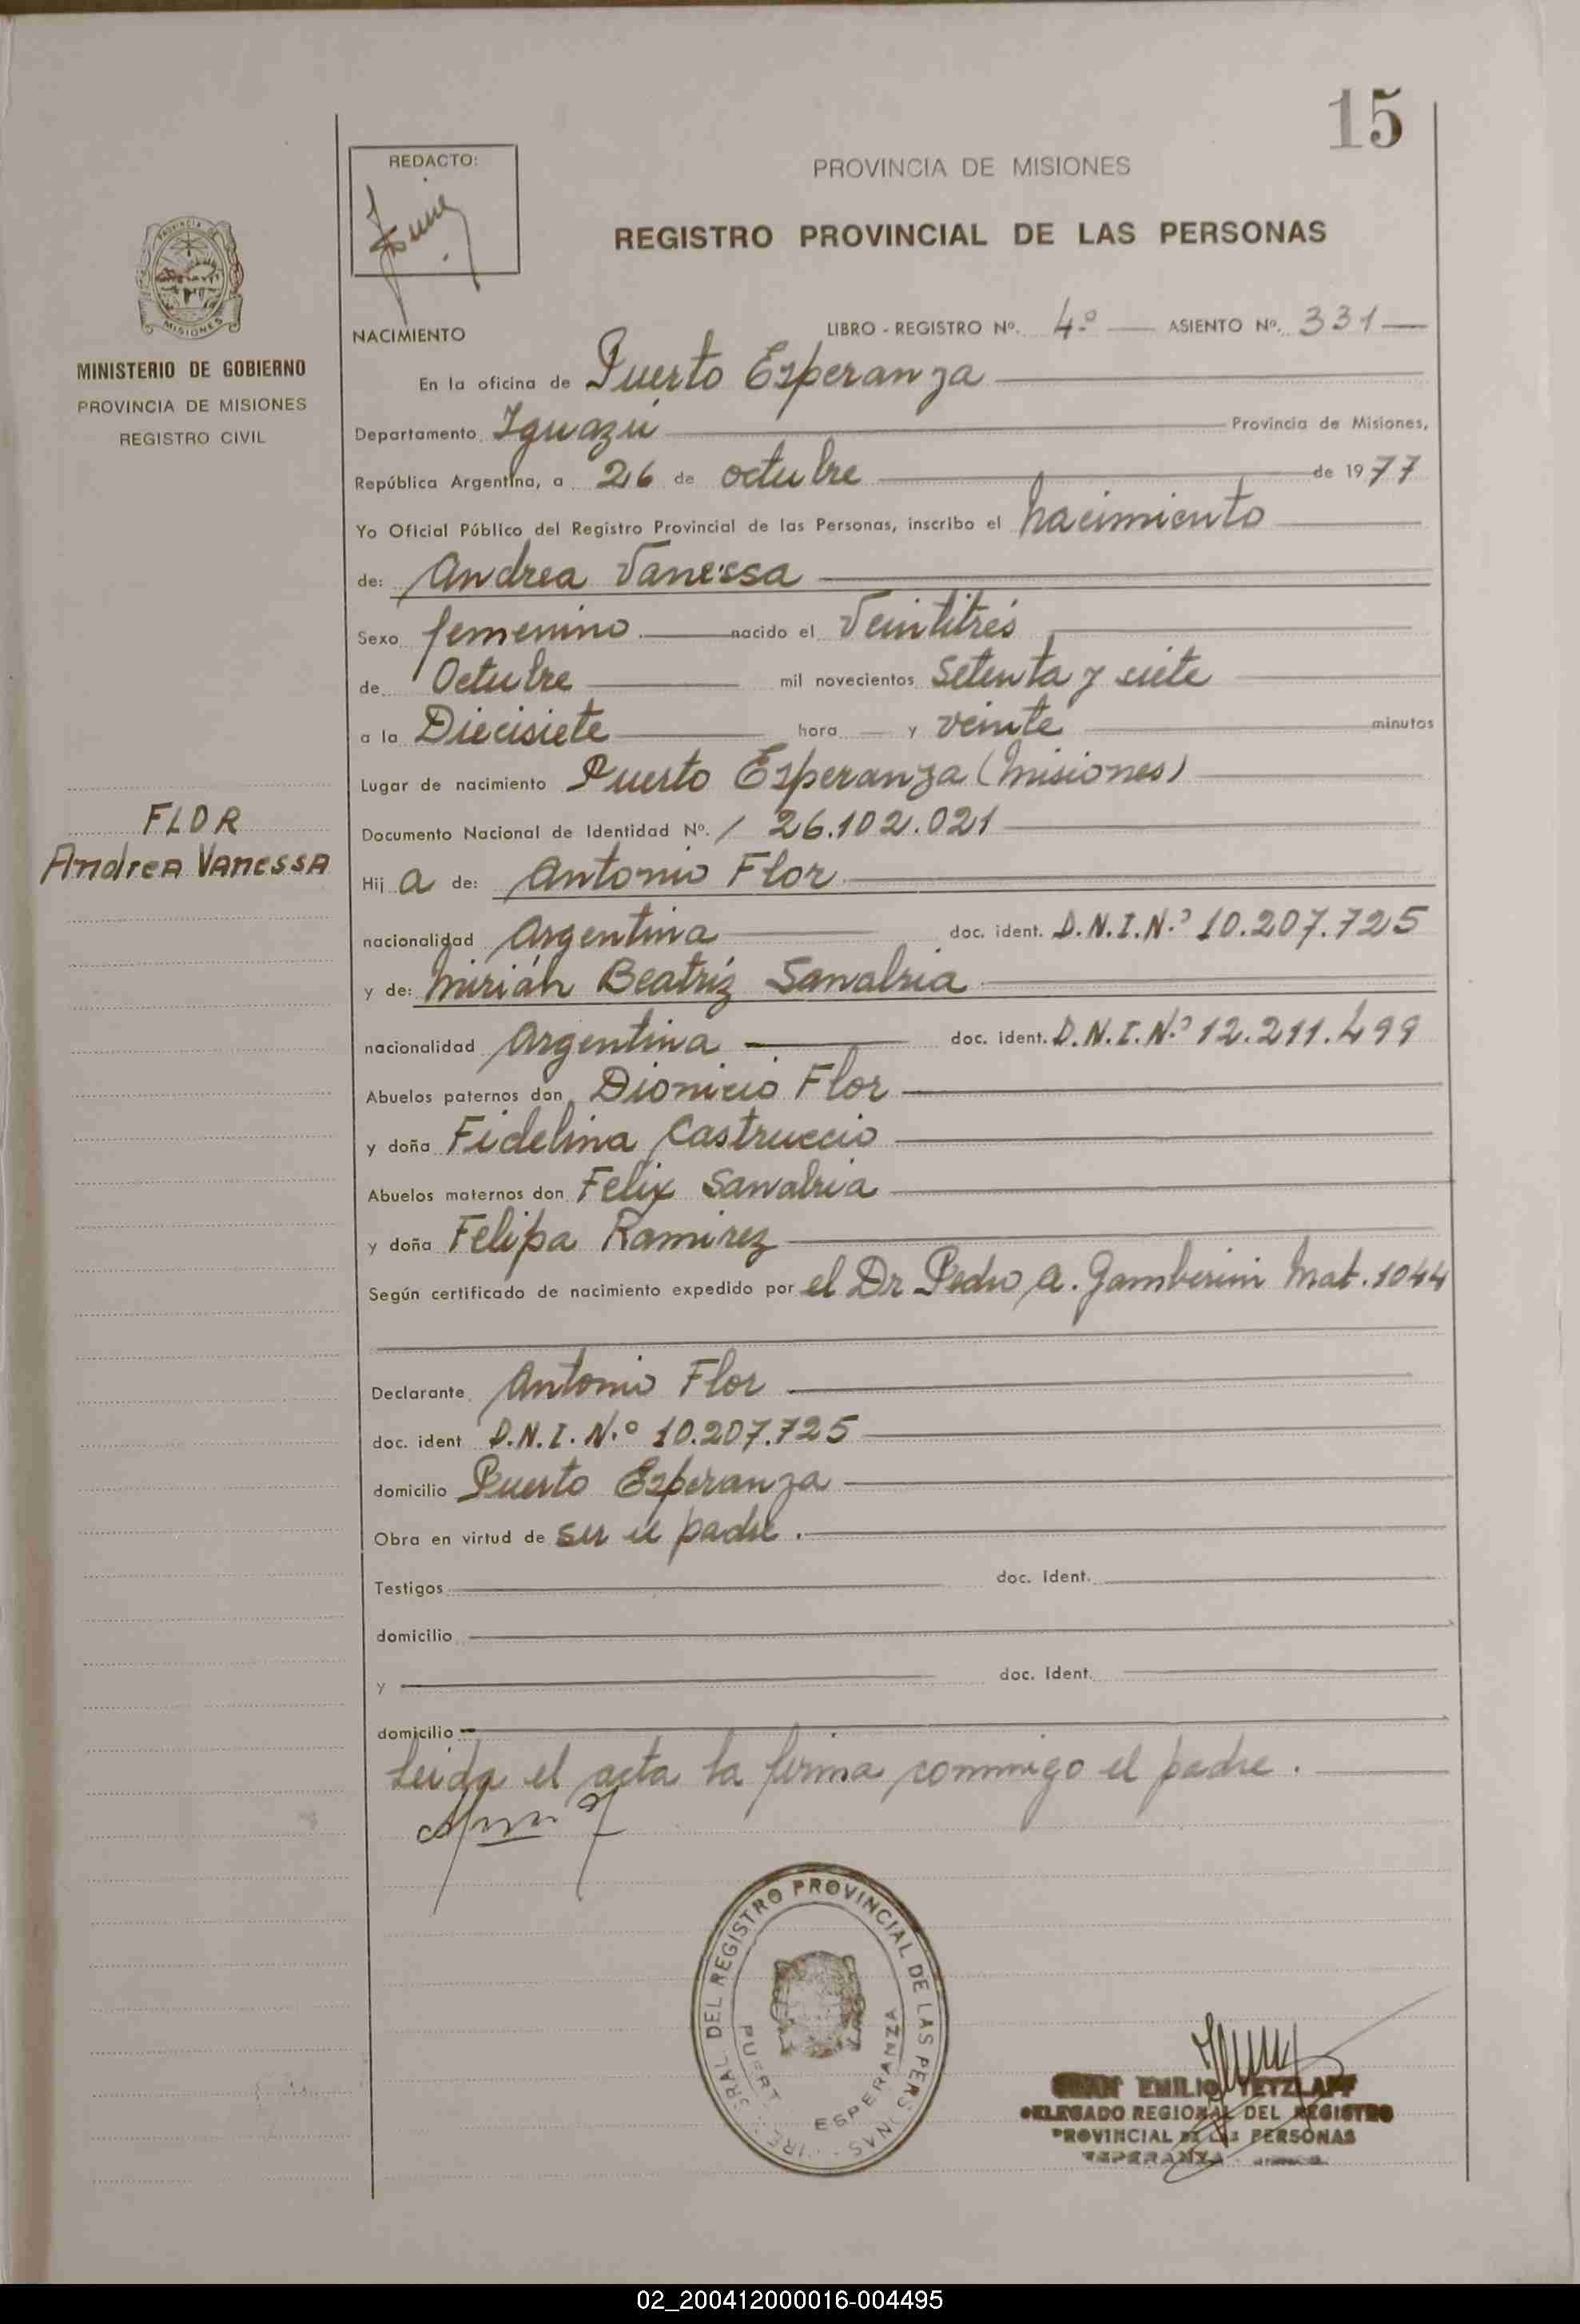 15
REDACTO:
PROVINCIA DE MISIONES
REGISTRO PROVINCIAL DE LAS PERSONAS
MISIONES
MINISTERIO DE GOBIERNO
PROVINCIA DE MISIONES
REGISTRO CIVIL
NACIMIENTO LIBRO - REGISTRO Nº. 4.º ASIENTO Nº. 331
En la oficina de Puerto Esperanza
Departamento Iguazú Provincia de Misiones,
República Argentina, a 26 de octubre de 1977
Yo Oficial Público del Registro Provincial de las Personas, inscribo el nacimiento
de: Andrea Vanessa
Sexo femenino nacido el Veintitrés
de Octubre mil novecientos setenta y siete
a la Diecisiete hora y veinte minutos
Lugar de nacimiento Puerto Esperanza (Misiones)
FLOR
Andrea Vanessa
Documento Nacional de Identidad Nº. / 26.102.021
Hij a de: Antonio Flor
nacionalidad Argentina doc. ident. D.N.I.N.º 10.207.725
y de: Mirián Beatríz Sanabria
nacionalidad Argentina doc. ident. D.N.I.N.º 12.211.499
Abuelos paternos don Dionicio Flor
y doña Fidelina Castruccio
Abuelos maternos don Felix Sanabria
y doña Felipa Ramirez
Según certificado de nacimiento expedido por el Dr Pedro A. Gamberini Mat. 1044
Declarante Antonio Flor
doc. ident D.N.I. N.º 10.207.725
domicilio Puerto Esperanza
Obra en virtud de ser el padre.
Testigos doc. ident.
domicilio
y doc. ident.
domicilio
Leida el acta la firma conmigo el padre.
DEL REGISTRO PROVINCIAL DE LAS PERSONAS
ESPERANZA
EMILIO TETZLAFF
DELEGADO REGIONAL DEL REGISTRO
PROVINCIAL DE LAS PERSONAS
ESPERANZA
02_200412000016-004495